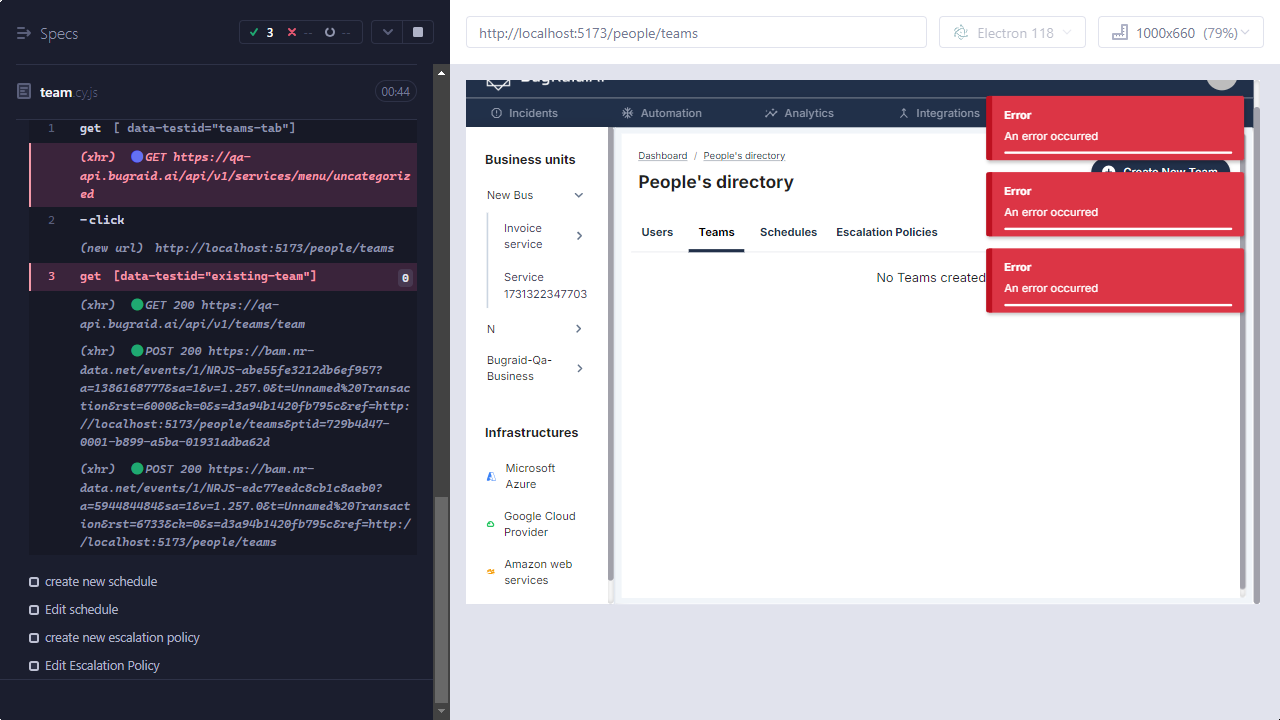 Specs
3
--
--
team.cy.js
00:44
1 get [ data-testid="teams-tab"]
(xhr) GET https://qa-
api.bugraid.ai/api/v1/services/menu/uncategoriz
ed
2 -click
(new url) http://localhost:5173/people/teams
3 get [data-testid="existing-team"] 0
(xhr) GET 200 https://qa-
api.bugraid.ai/api/v1/teams/team
(xhr) POST 200 https://bam.nr-
data.net/events/1/NRJS-abe55fe3212db6ef957?
a=1386168777&sa=1&v=1.257.0&t=Unnamed%20Transac
tion&rst=6000&ck=0&s=d3a94b1420fb795c&ref=http:
//localhost:5173/people/teams&ptid=729b4d47-
0001-b899-a5ba-01931adba62d
(xhr) POST 200 https://bam.nr-
data.net/events/1/NRJS-edc77eedc8cb1c8aeb0?
a=594484484&sa=1&v=1.257.0&t=Unnamed%20Transact
ion&rst=6733&ck=0&s=d3a94b1420fb795c&ref=http:/
/localhost:5173/people/teams
create new schedule
Edit schedule
create new escalation policy
Edit Escalation Policy
http://localhost:5173/people/teams
Electron 118
1000x660 (79%)
BugraidAI
Incidents
Automation
Analytics
Integrations
Business units
New Bus
Invoice
service
Service
1731322347703
N
Bugraid-Qa-
Business
Infrastructures
Microsoft
Azure
Google Cloud
Provider
Amazon web
services
Dashboard / People's directory
People's directory
Create New Team
Users
Teams
Schedules
Escalation Policies
No Teams created
Error
An error occurred
Error
An error occurred
Error
An error occurred